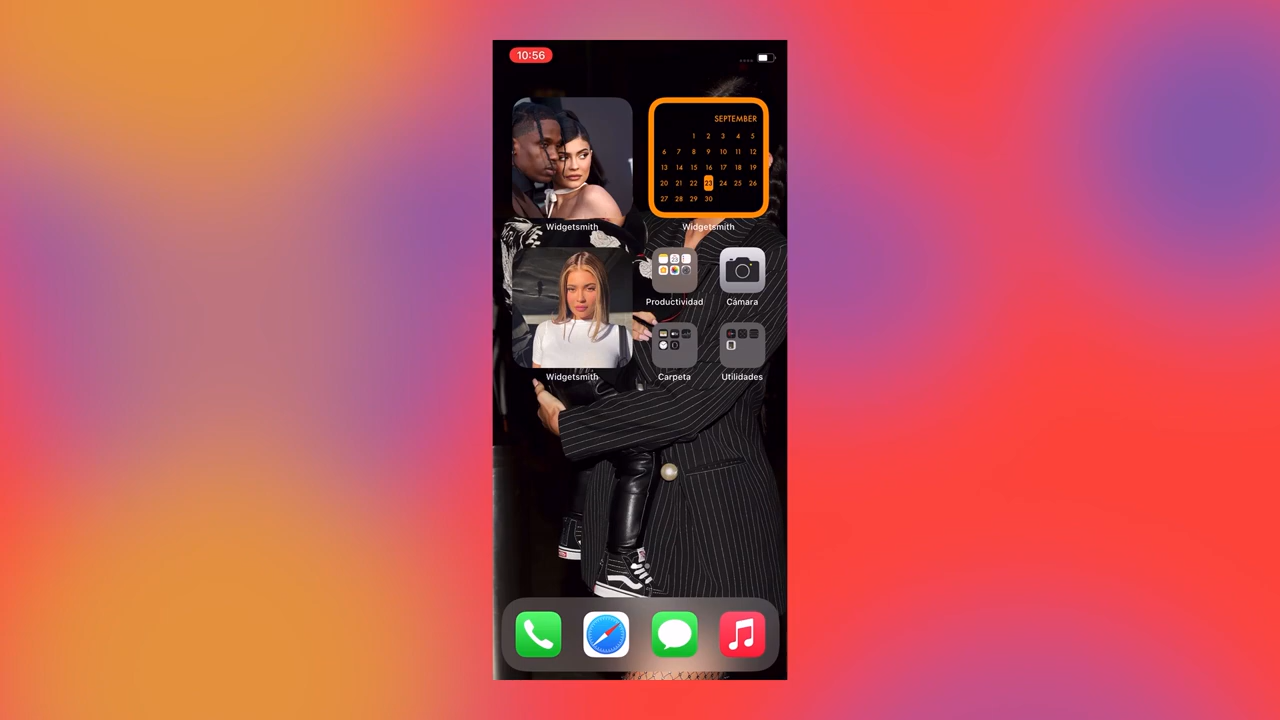 10:56
SEPTEMBER
1 2 3 4 5
6 7 8 9 10 11 12
13 14 15 16 17 18 19
20 21 22 23 24 25 26
27 28 29 30
Widgetsmith
Widgetsmith
Productividad
Cámara
Widgetsmith
Carpeta
Utilidades